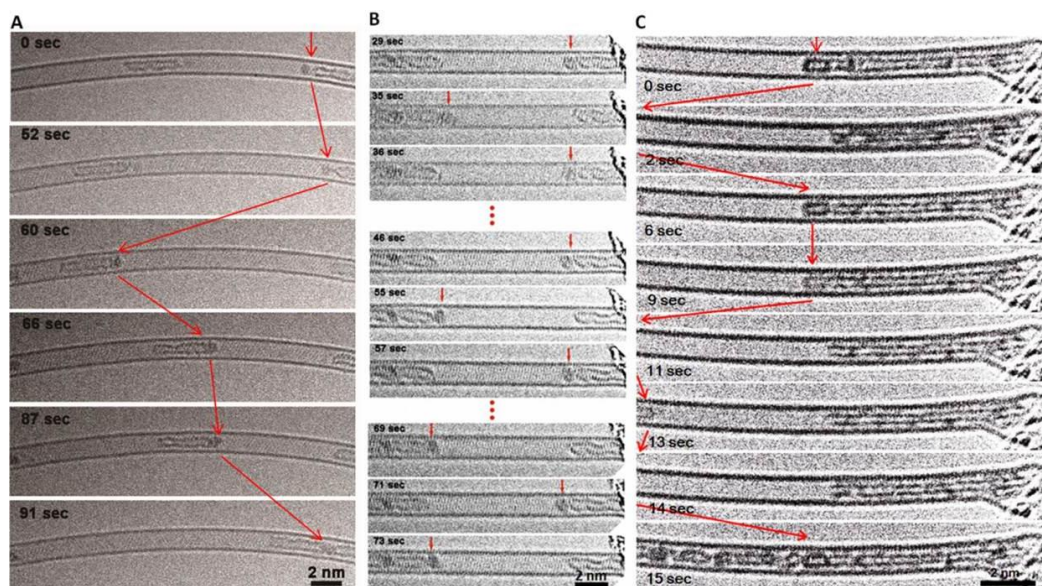 A
0 sec
52 sec
60 sec
66 sec
87 sec
91 sec
2 nm
B
29 sec
35 sec
36 sec
46 sec
55 sec
57 sec
69 sec
71 sec
73 sec
2 nm
C
0 sec
2 sec
6 sec
9 sec
11 sec
13 sec
14 sec
15 sec
2 nm